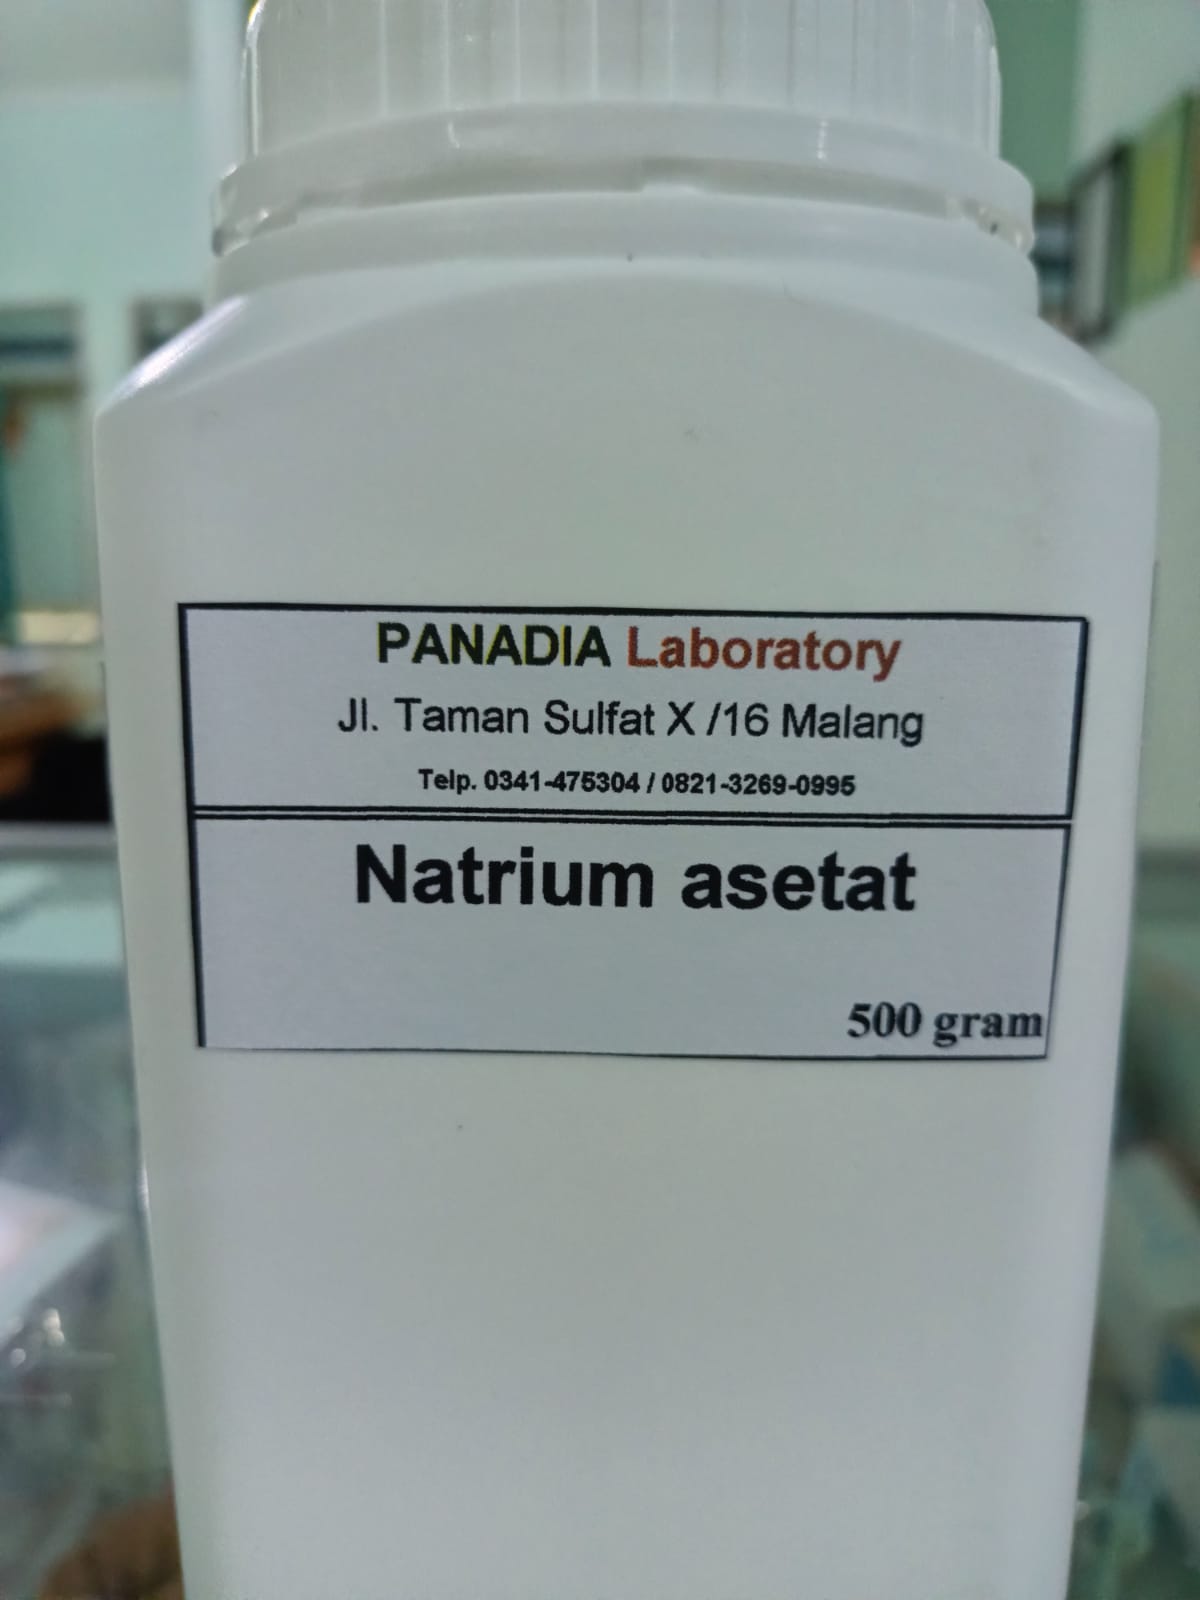 PANADIA Laboratory
Jl. Taman Sulfat X /16 Malang
Telp. 0341-475304 / 0821-3269-0995
Natrium asetat
500 gram